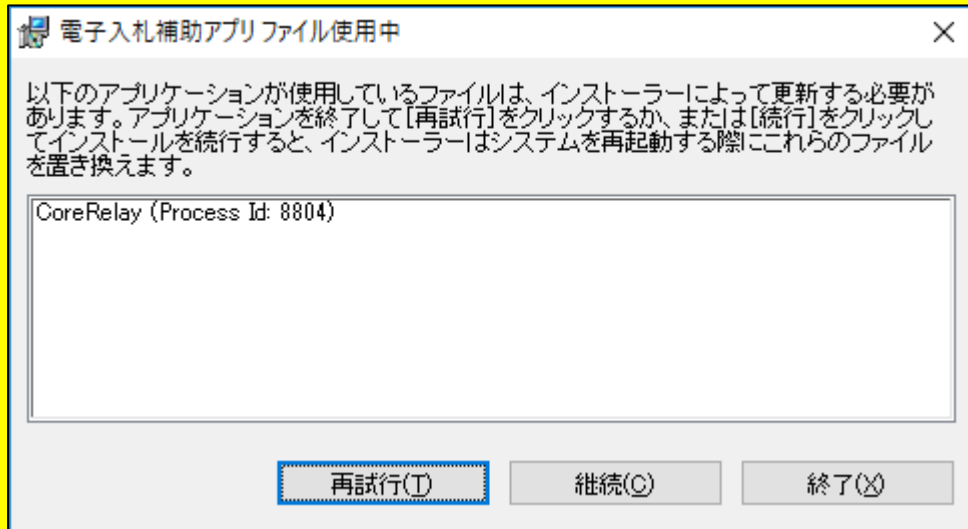 電子入札補助アプリ ファイル使用中
以下のアプリケーションが使用しているファイルは、インストーラーによって更新する必要が
あります。アプリケーションを終了して[再試行]をクリックするか、または[続行]をクリックし
てインストールを続行すると、インストーラーはシステムを再起動する際にこれらのファイル
を置き換えます。
CoreRelay (Process Id: 8804)
再試行(T) 継続(C) 終了(X)